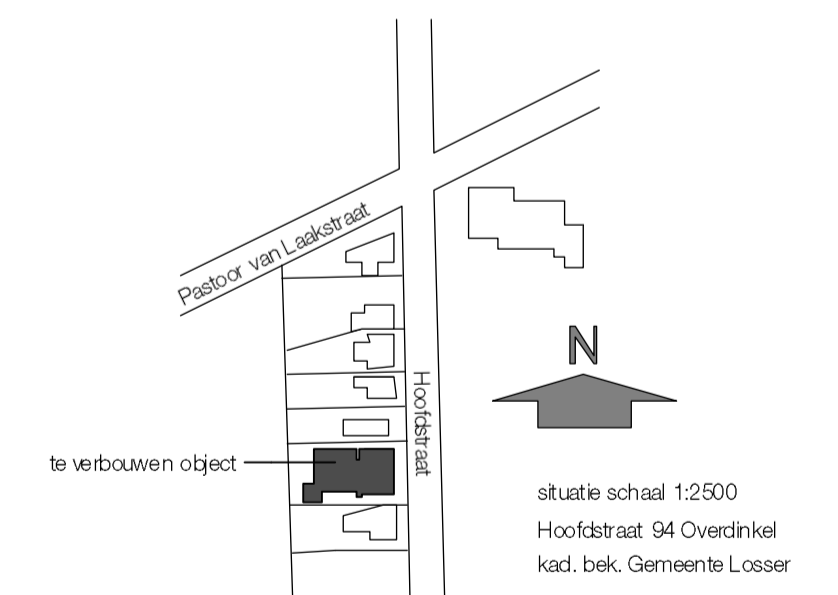 Pastoor van Laakstraat
N
Hoofdstraat
te verbouwen object
situatie schaal 1:2500
Hoofdstraat 94 Overdinkel
kad. bek. Gemeente Losser